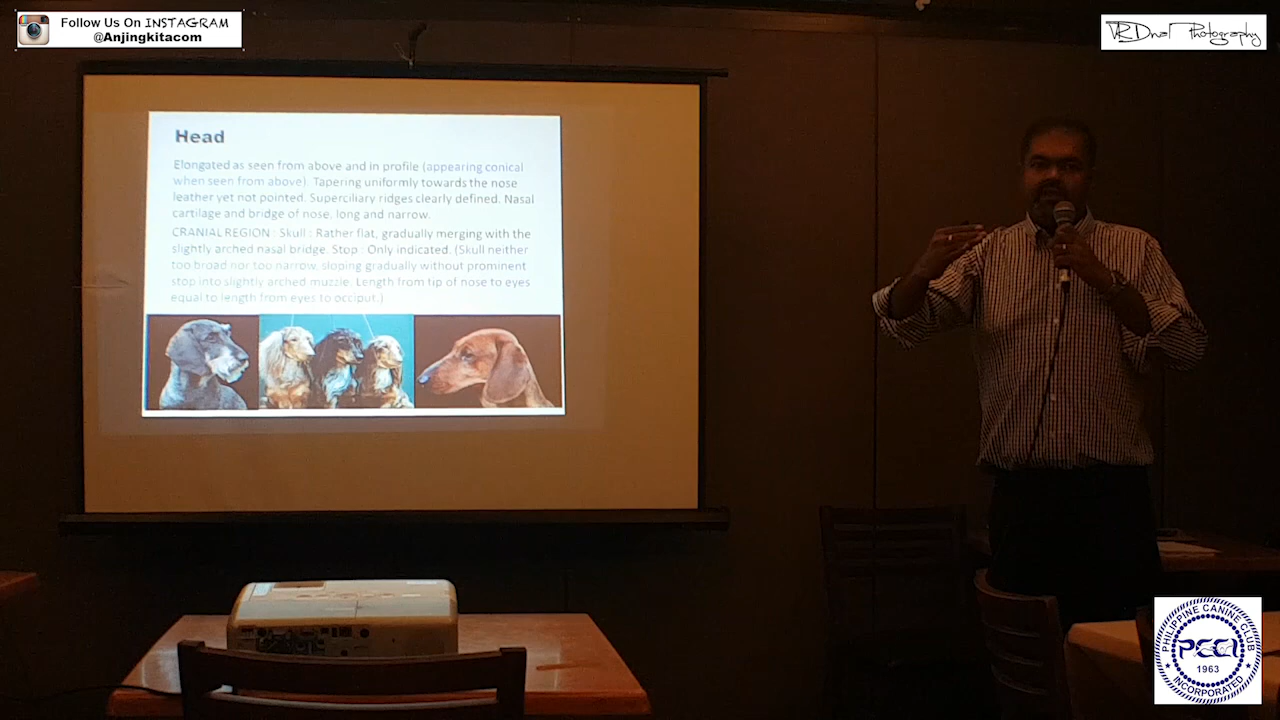 Follow Us On INSTAGRAM
@Anjingkitacom
VRDnal Photography
Head
Elongated as seen from above and in profile (appearing conical
when seen from above). Tapering uniformly towards the nose
leather yet not pointed. Superciliary ridges clearly defined. Nasal
cartilage and bridge of nose, long and narrow.
CRANIAL REGION : Skull : Rather flat, gradually merging with the
slightly arched nasal bridge. Stop : Only indicated. (Skull neither
too broad nor too narrow, sloping gradually without prominent
stop into slightly arched muzzle. Length from tip of nose to eyes
equal to length from eyes to occiput.)
PHILIPPINE CANINE CLUB
PCCI
1963
INCORPORATED